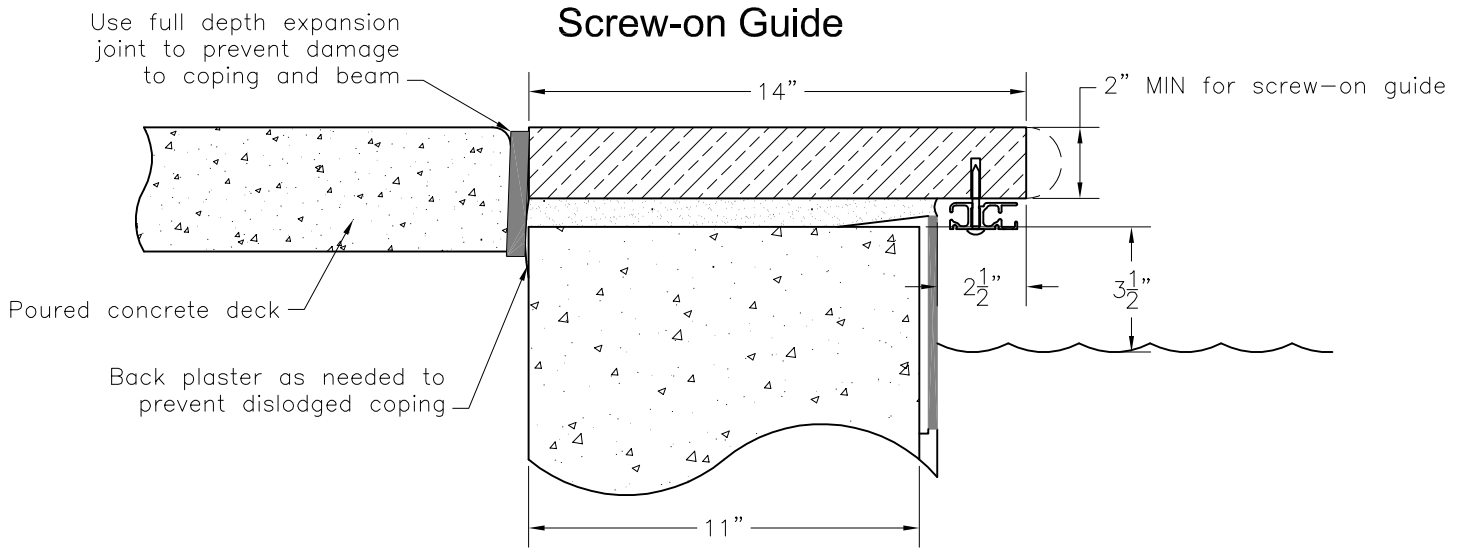 Screw-on Guide
Use full depth expansion
joint to prevent damage
to coping and beam
14”
2” MIN for screw-on guide
Poured concrete deck
2½”
3½”
Back plaster as needed to
prevent dislodged coping
11”